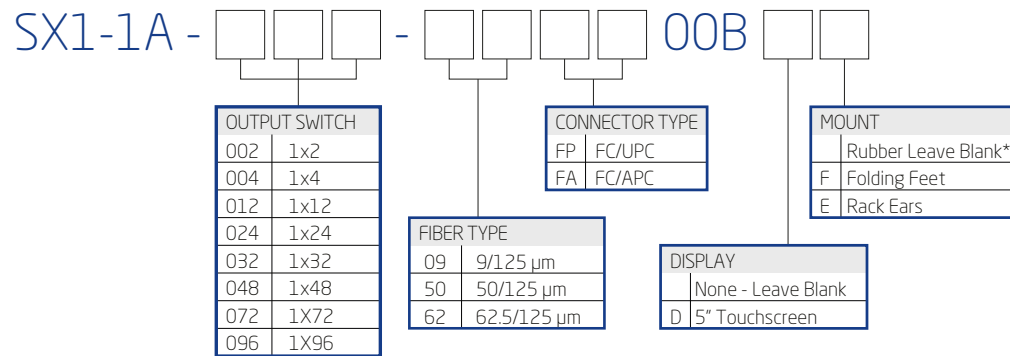 SX1-1A - - 00B
OUTPUT SWITCH
002 1x2
004 1x4
012 1x12
024 1x24
032 1x32
048 1x48
072 1X72
096 1X96
FIBER TYPE
09 9/125 µm
50 50/125 µm
62 62.5/125 µm
CONNECTOR TYPE
FP FC/UPC
FA FC/APC
DISPLAY
None - Leave Blank
D 5" Touchscreen
MOUNT
Rubber Leave Blank*
F Folding Feet
E Rack Ears